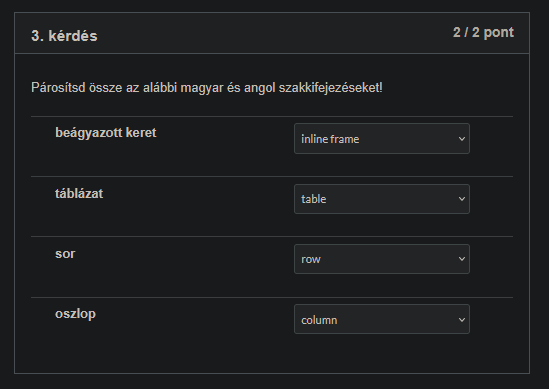 3. kérdés
2 / 2 pont
Párosítsd össze az alábbi magyar és angol szakkifejezéseket!
beágyazott keret
inline frame
táblázat
table
sor
row
oszlop
column